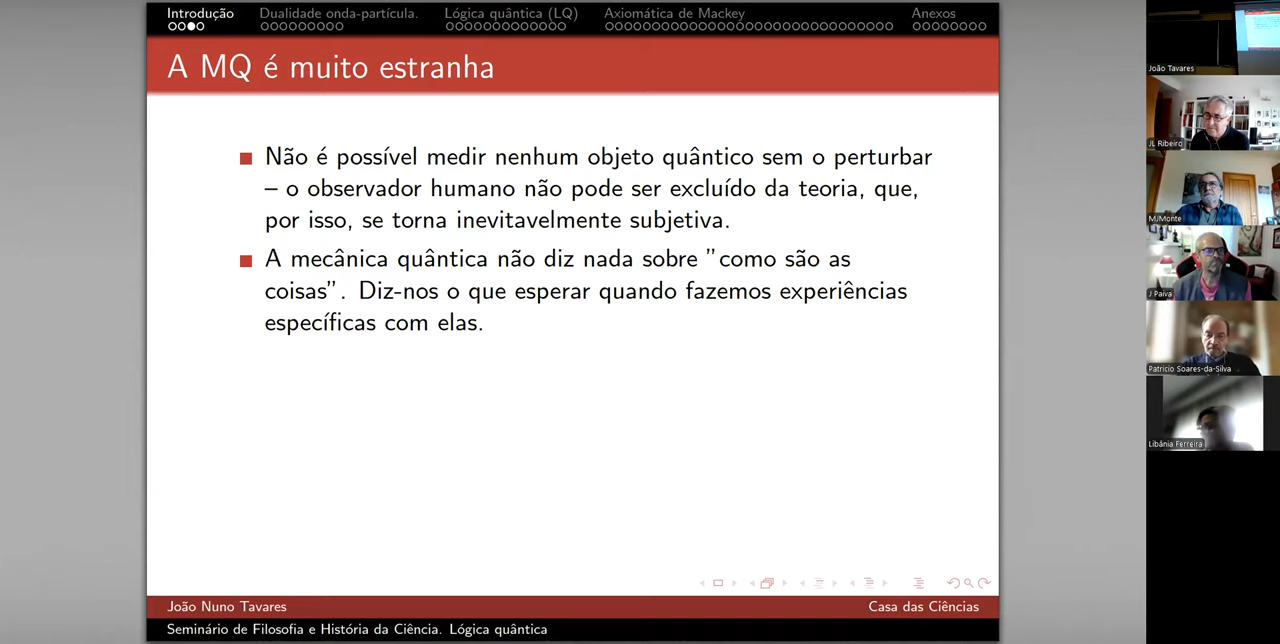 Introdução Dualidade onda-partícula. Lógica quântica (LQ) Axiomática de Mackey Anexos
A MQ é muito estranha
Não é possível medir nenhum objeto quântico sem o perturbar
– o observador humano não pode ser excluído da teoria, que,
por isso, se torna inevitavelmente subjetiva.
A mecânica quântica não diz nada sobre ”como são as
coisas”. Diz-nos o que esperar quando fazemos experiências
específicas com elas.
João Nuno Tavares Casa das Ciências
Seminário de Filosofia e História da Ciência. Lógica quântica
João Tavares
JL Ribeiro
MJMonte
J Paiva
Patricio Soares-da-Silva
Libânia Ferreira